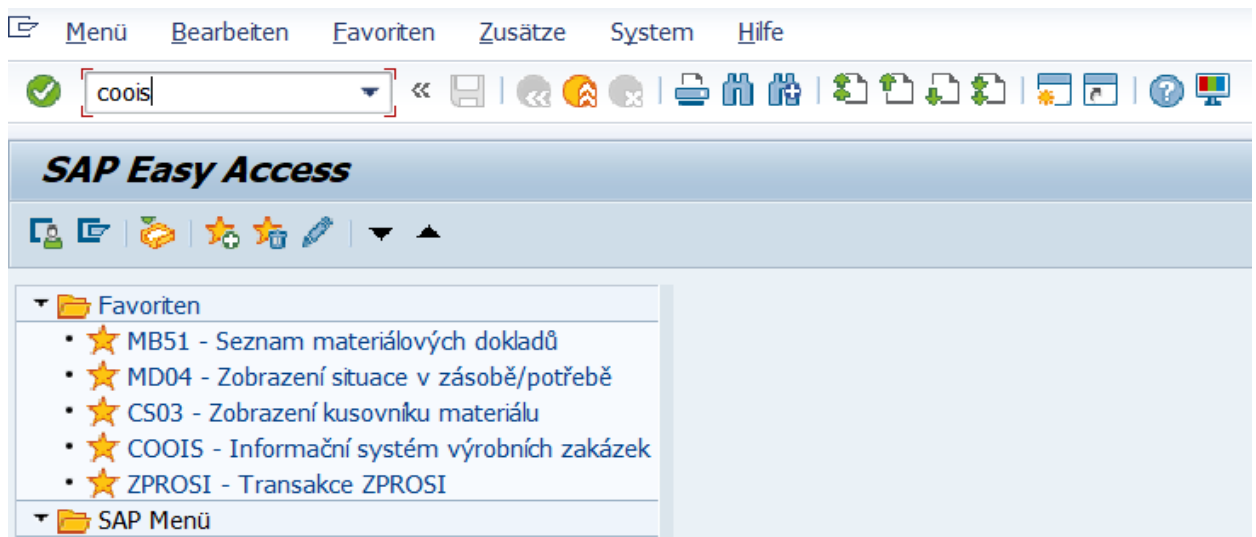 Menü Bearbeiten Favoriten Zusätze System Hilfe
coois
SAP Easy Access
Favoriten
MB51 - Seznam materiálových dokladů
MD04 - Zobrazení situace v zásobě/potřebě
CS03 - Zobrazení kusovníku materiálu
COOIS - Informační systém výrobních zakázek
ZPROSI - Transakce ZPROSI
SAP Menü